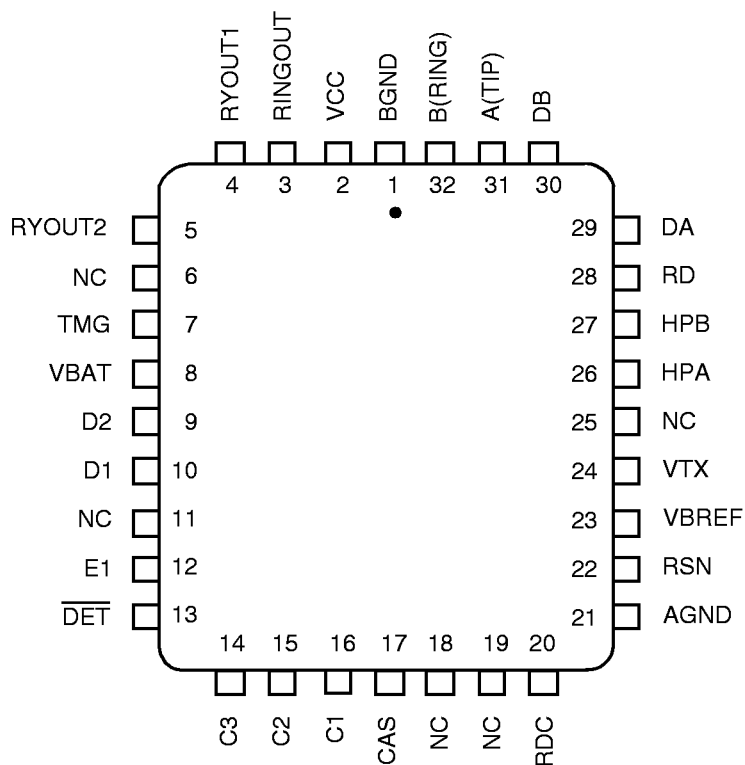 RYOUT1
RINGOUT
VCC
BGND
B(RING)
A(TIP)
DB
4 3 2 1 32 31 30
RYOUT2 5 29 DA
NC 6 28 RD
TMG 7 27 HPB
VBAT 8 26 HPA
D2 9 25 NC
D1 10 24 VTX
NC 11 23 VBREF
E1 12 22 RSN
D̅E̅T̅ 13 21 AGND
14 15 16 17 18 19 20
C3
C2
C1
CAS
NC
NC
RDC